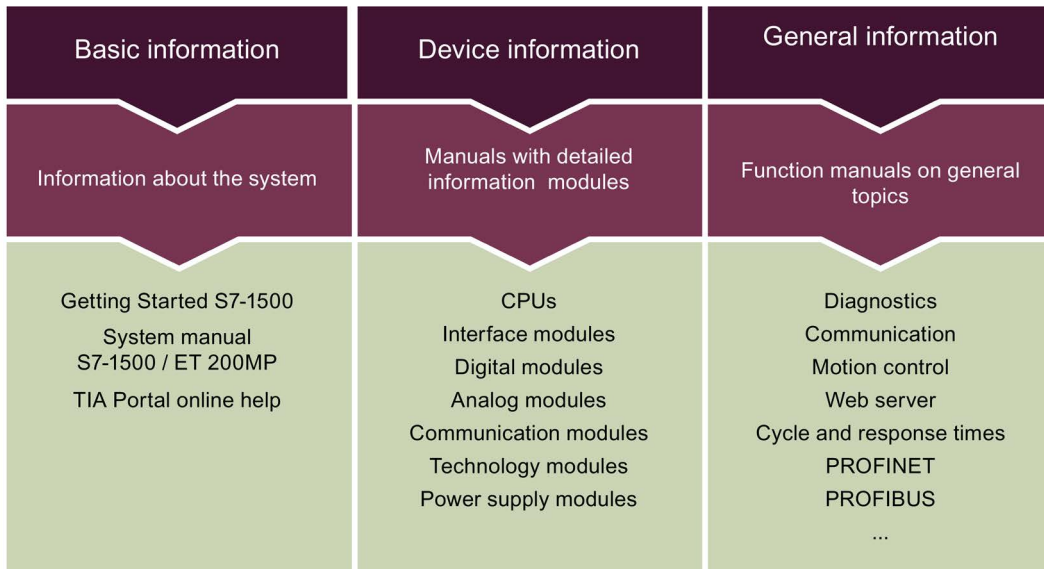 Basic information
Information about the system
Getting Started S7-1500
System manual
S7-1500 / ET 200MP
TIA Portal online help
Device information
Manuals with detailed
information modules
CPUs
Interface modules
Digital modules
Analog modules
Communication modules
Technology modules
Power supply modules
General information
Function manuals on general
topics
Diagnostics
Communication
Motion control
Web server
Cycle and response times
PROFINET
PROFIBUS
...